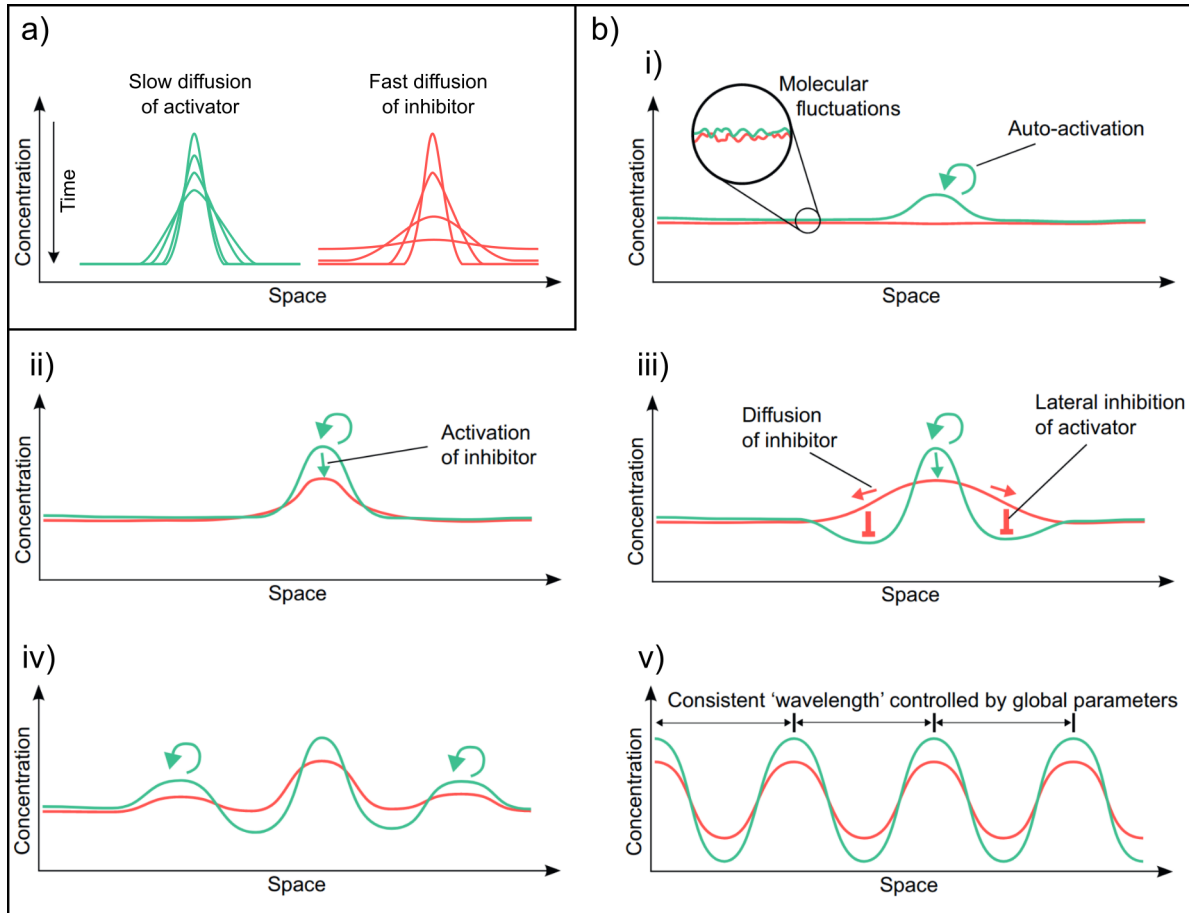 a)
Slow diffusion
of activator
Fast diffusion
of inhibitor
Concentration
Time
Space
b)
i)
Molecular
fluctuations
Auto-activation
Concentration
Space
ii)
Activation
of inhibitor
Concentration
Space
iii)
Diffusion
of inhibitor
Lateral inhibition
of activator
Concentration
Space
iv)
Concentration
Space
v)
Consistent ‘wavelength’ controlled by global parameters
Concentration
Space